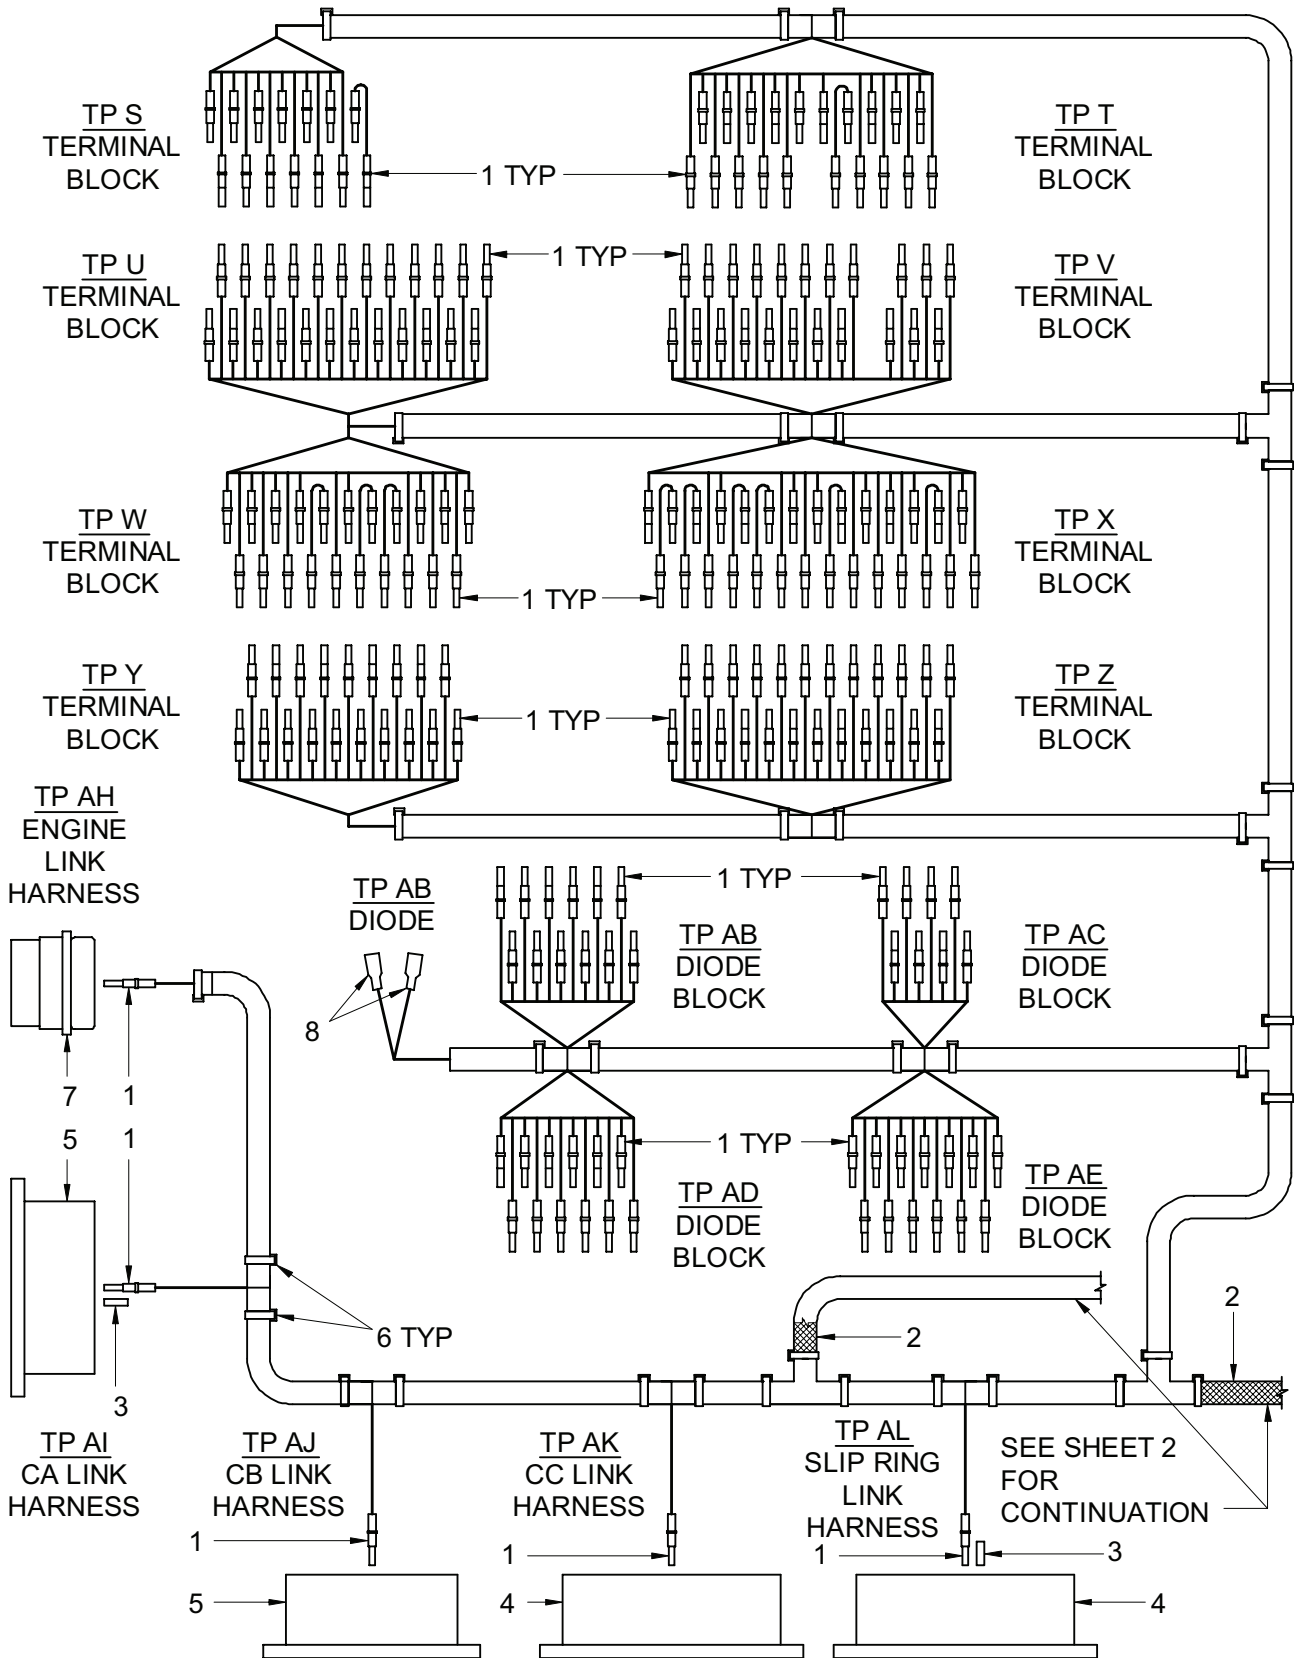 TP S
TERMINAL
BLOCK
1 TYP
TP T
TERMINAL
BLOCK
TP U
TERMINAL
BLOCK
1 TYP
TP V
TERMINAL
BLOCK
TP W
TERMINAL
BLOCK
1 TYP
TP X
TERMINAL
BLOCK
TP Y
TERMINAL
BLOCK
1 TYP
TP Z
TERMINAL
BLOCK
TP AH
ENGINE
LINK
HARNESS
TP AB
DIODE
1 TYP
TP AB
DIODE
BLOCK
TP AC
DIODE
BLOCK
8
7
1
5
1
1 TYP
TP AD
DIODE
BLOCK
TP AE
DIODE
BLOCK
6 TYP
2
2
3
TP AI
CA LINK
HARNESS
TP AJ
CB LINK
HARNESS
TP AK
CC LINK
HARNESS
TP AL
SLIP RING
LINK
HARNESS
SEE SHEET 2
FOR
CONTINUATION
1
1
1
3
5
4
4